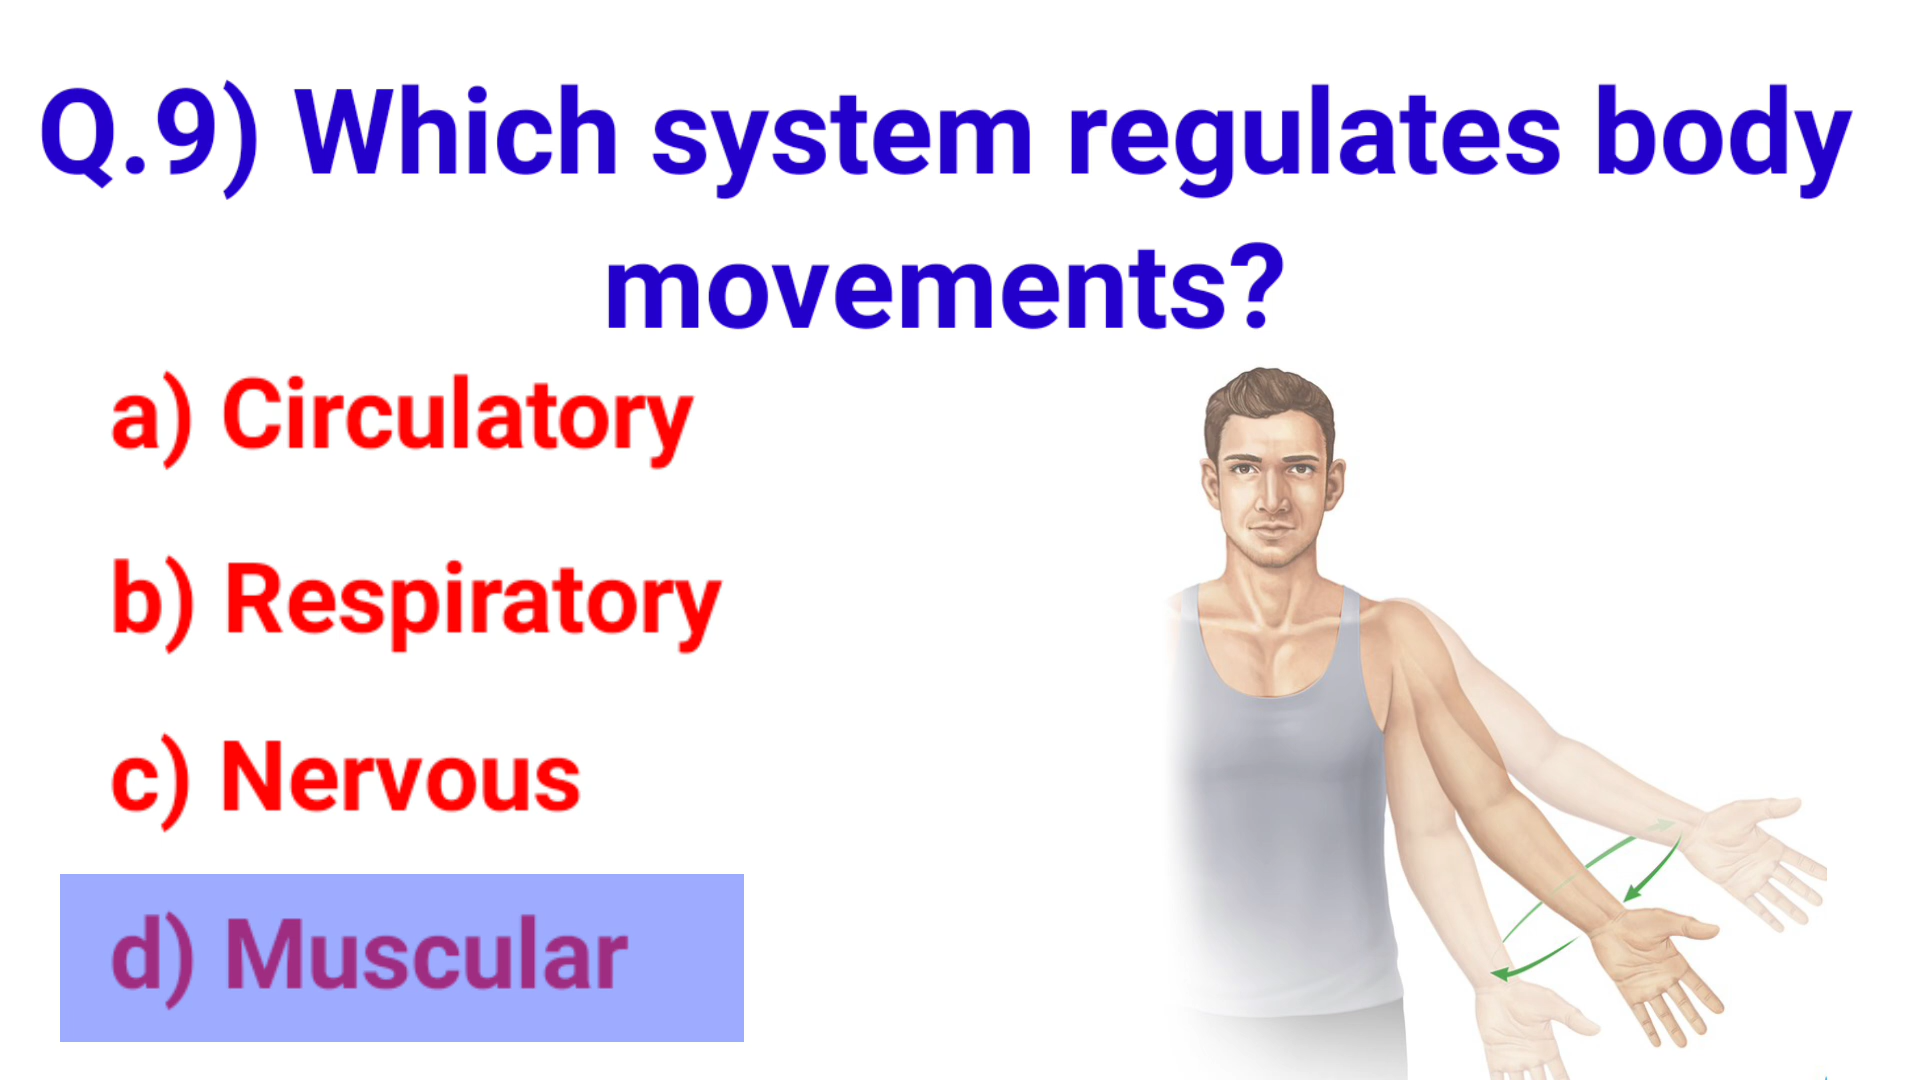 Q.9) Which system regulates body
movements?
a) Circulatory
b) Respiratory
c) Nervous
d) Muscular